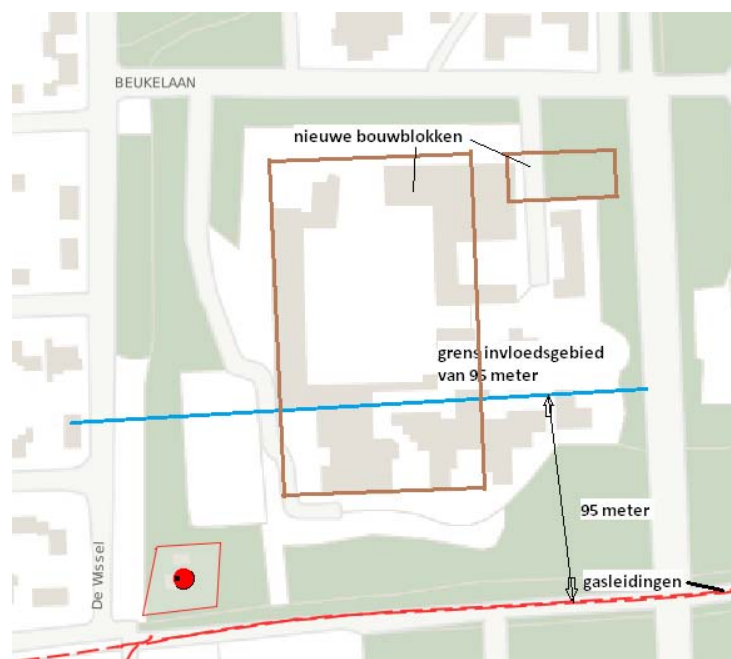 BEUKELAAN
nieuwe bouwblokken
grens invloedsgebied
van 95 meter
95 meter
De Wissel
gasleidingen